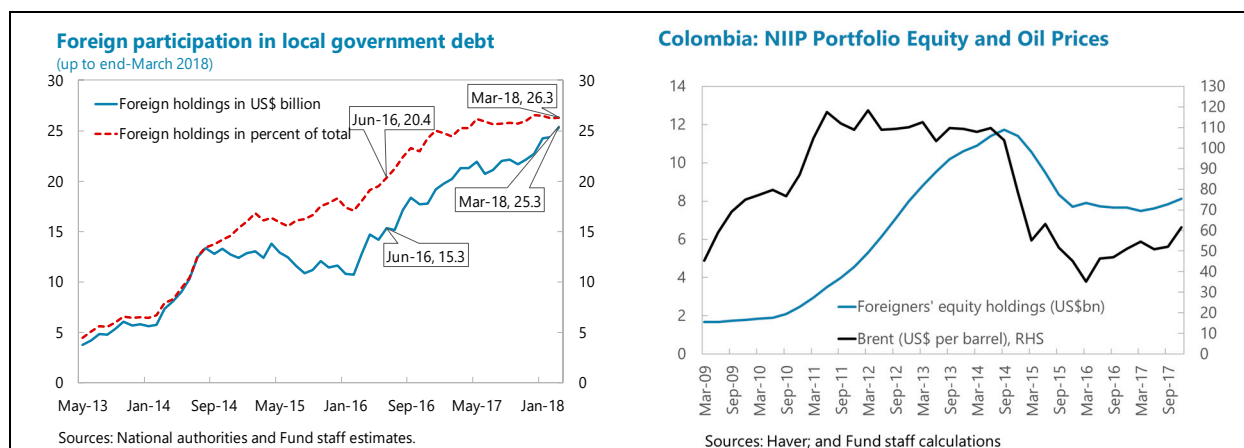 Foreign participation in local government debt
(up to end-March 2018)
30
25
20
15
10
5
0
30
25
20
15
10
5
0
Foreign holdings in US$ billion
Foreign holdings in percent of total
Jun-16, 20.4
Mar-18, 26.3
Mar-18, 25.3
Jun-16, 15.3
May-13 Jan-14 Sep-14 May-15 Jan-16 Sep-16 May-17 Jan-18
Sources: National authorities and Fund staff estimates.
Colombia: NIIP Portfolio Equity and Oil Prices
14
12
10
8
6
4
2
0
130
120
110
100
90
80
70
60
50
40
30
20
10
0
Foreigners' equity holdings (US$bn)
Brent (US$ per barrel), RHS
Mar-09
Sep-09
Mar-10
Sep-10
Mar-11
Sep-11
Mar-12
Sep-12
Mar-13
Sep-13
Mar-14
Sep-14
Mar-15
Sep-15
Mar-16
Sep-16
Mar-17
Sep-17
Sources: Haver; and Fund staff calculations